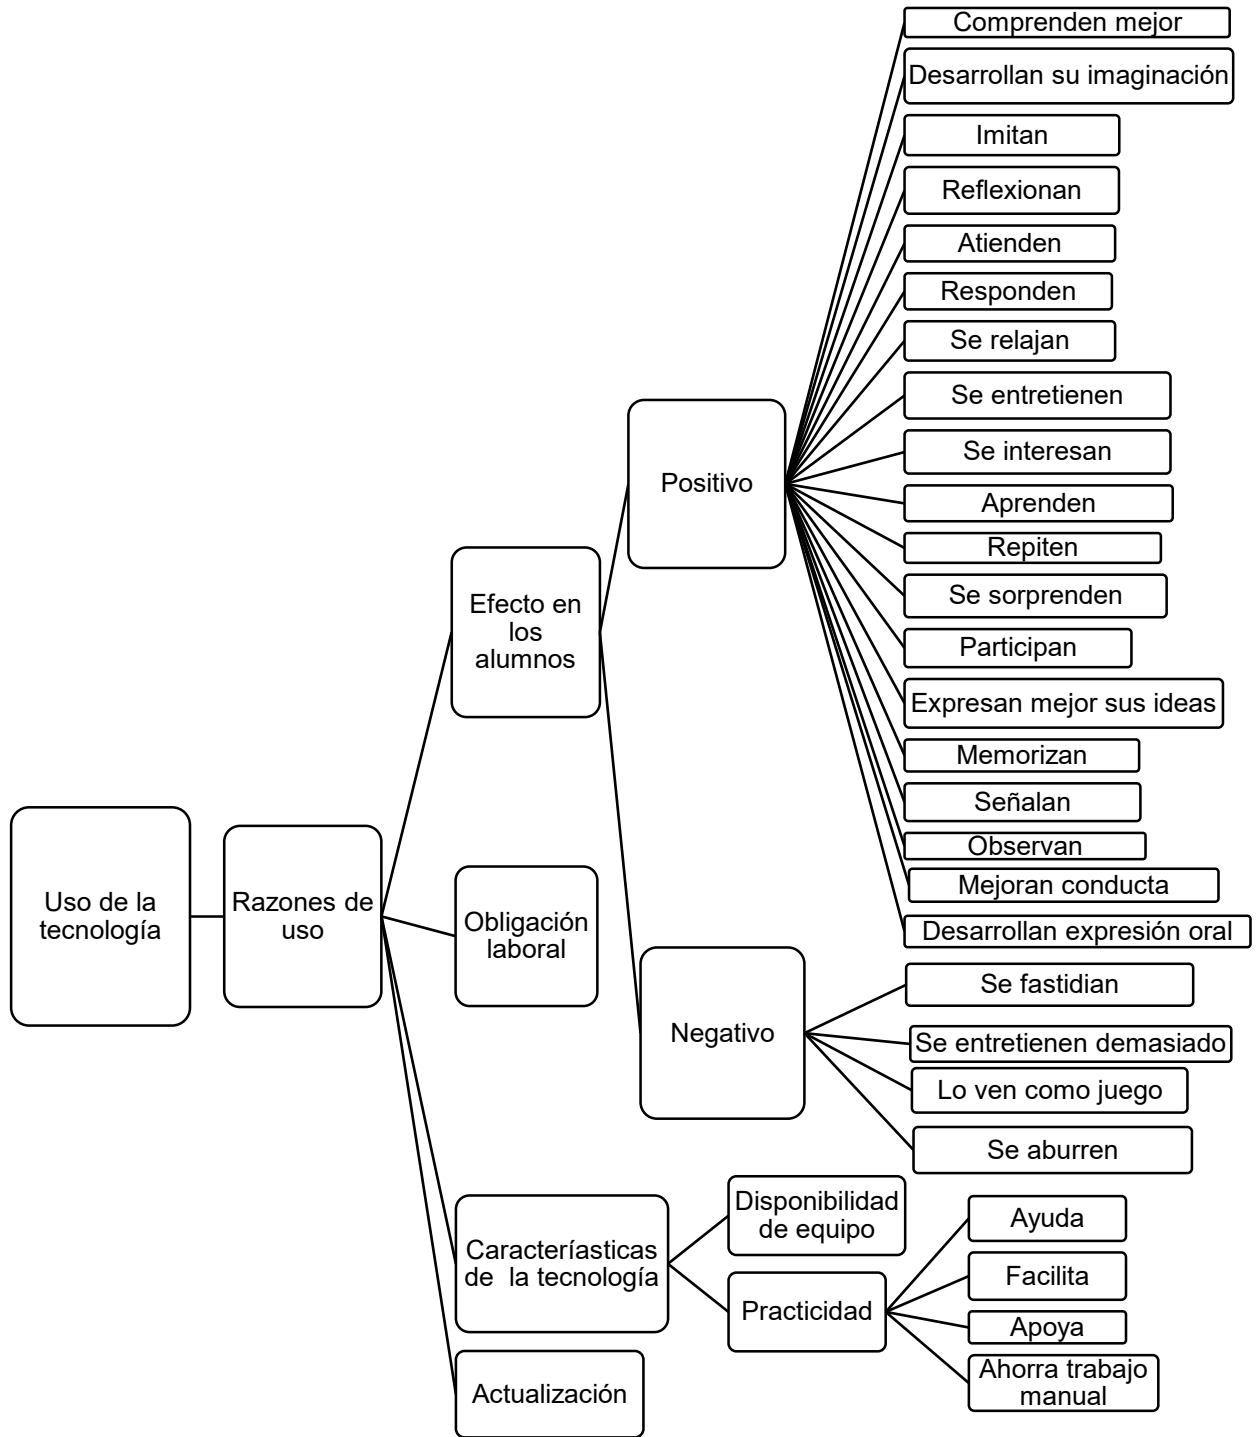 Comprenden mejor
Desarrollan su imaginación
Imitan
Reflexionan
Atienden
Responden
Se relajan
Se entretienen
Se interesan
Aprenden
Repiten
Se sorprenden
Participan
Expresan mejor sus ideas
Memorizan
Señalan
Observan
Mejoran conducta
Desarrollan expresión oral
Positivo
Efecto en
los
alumnos
Uso de la
tecnología
Razones de
uso
Obligación
laboral
Negativo
Se fastidian
Se entretienen demasiado
Lo ven como juego
Se aburren
Caracteríasticas
de la tecnología
Disponibilidad
de equipo
Practicidad
Ayuda
Facilita
Apoya
Ahorra trabajo
manual
Actualización